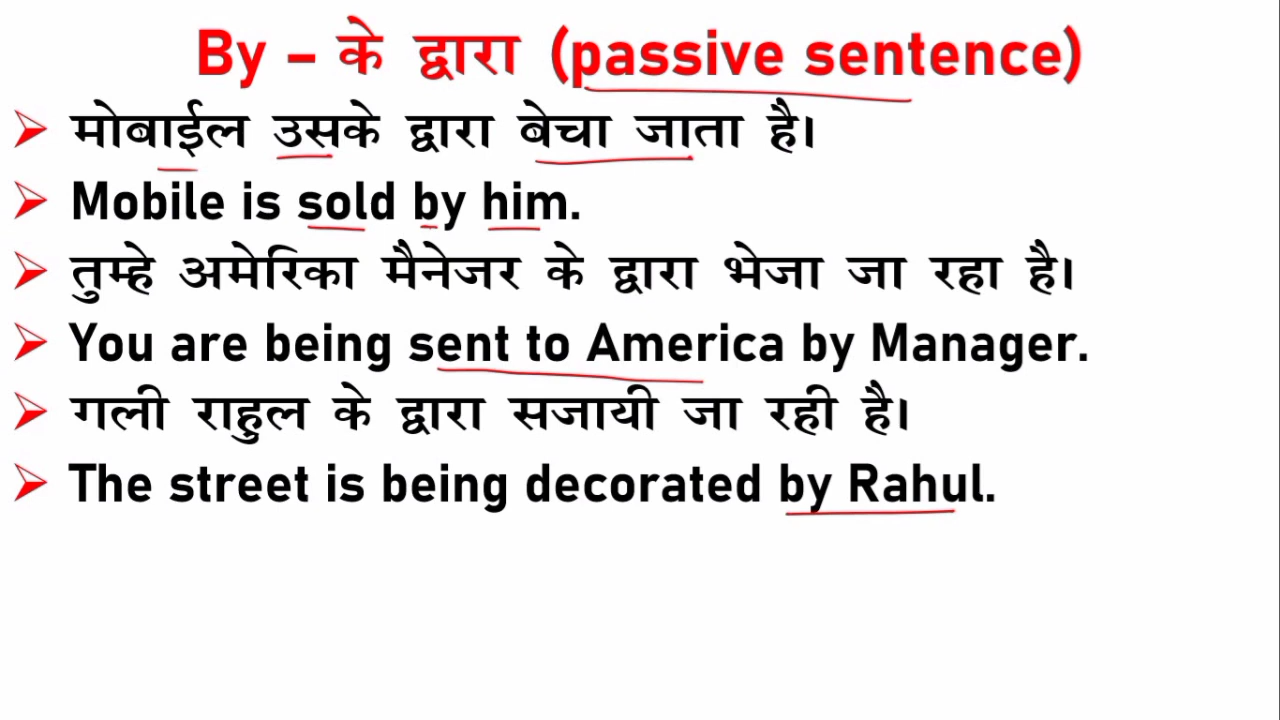 By – के द्वारा (passive sentence)
➢ मोबाईल उसके द्वारा बेचा जाता है।
➢ Mobile is sold by him.
➢ तुम्हे अमेरिका मैनेजर के द्वारा भेजा जा रहा है।
➢ You are being sent to America by Manager.
➢ गली राहुल के द्वारा सजायी जा रही है।
➢ The street is being decorated by Rahul.